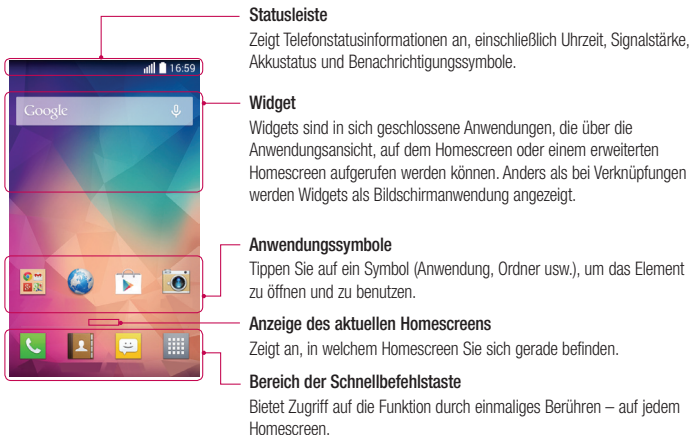 Statusleiste
Zeigt Telefonstatusinformationen an, einschließlich Uhrzeit, Signalstärke,
Akkustatus und Benachrichtigungssymbole.
16:59
Google
Widget
Widgets sind in sich geschlossene Anwendungen, die über die
Anwendungsansicht, auf dem Homescreen oder einem erweiterten
Homescreen aufgerufen werden können. Anders als bei Verknüpfungen
werden Widgets als Bildschirmanwendung angezeigt.
Anwendungssymbole
Tippen Sie auf ein Symbol (Anwendung, Ordner usw.), um das Element
zu öffnen und zu benutzen.
Anzeige des aktuellen Homescreens
Zeigt an, in welchem Homescreen Sie sich gerade befinden.
Bereich der Schnellbefehlstaste
Bietet Zugriff auf die Funktion durch einmaliges Berühren – auf jedem
Homescreen.